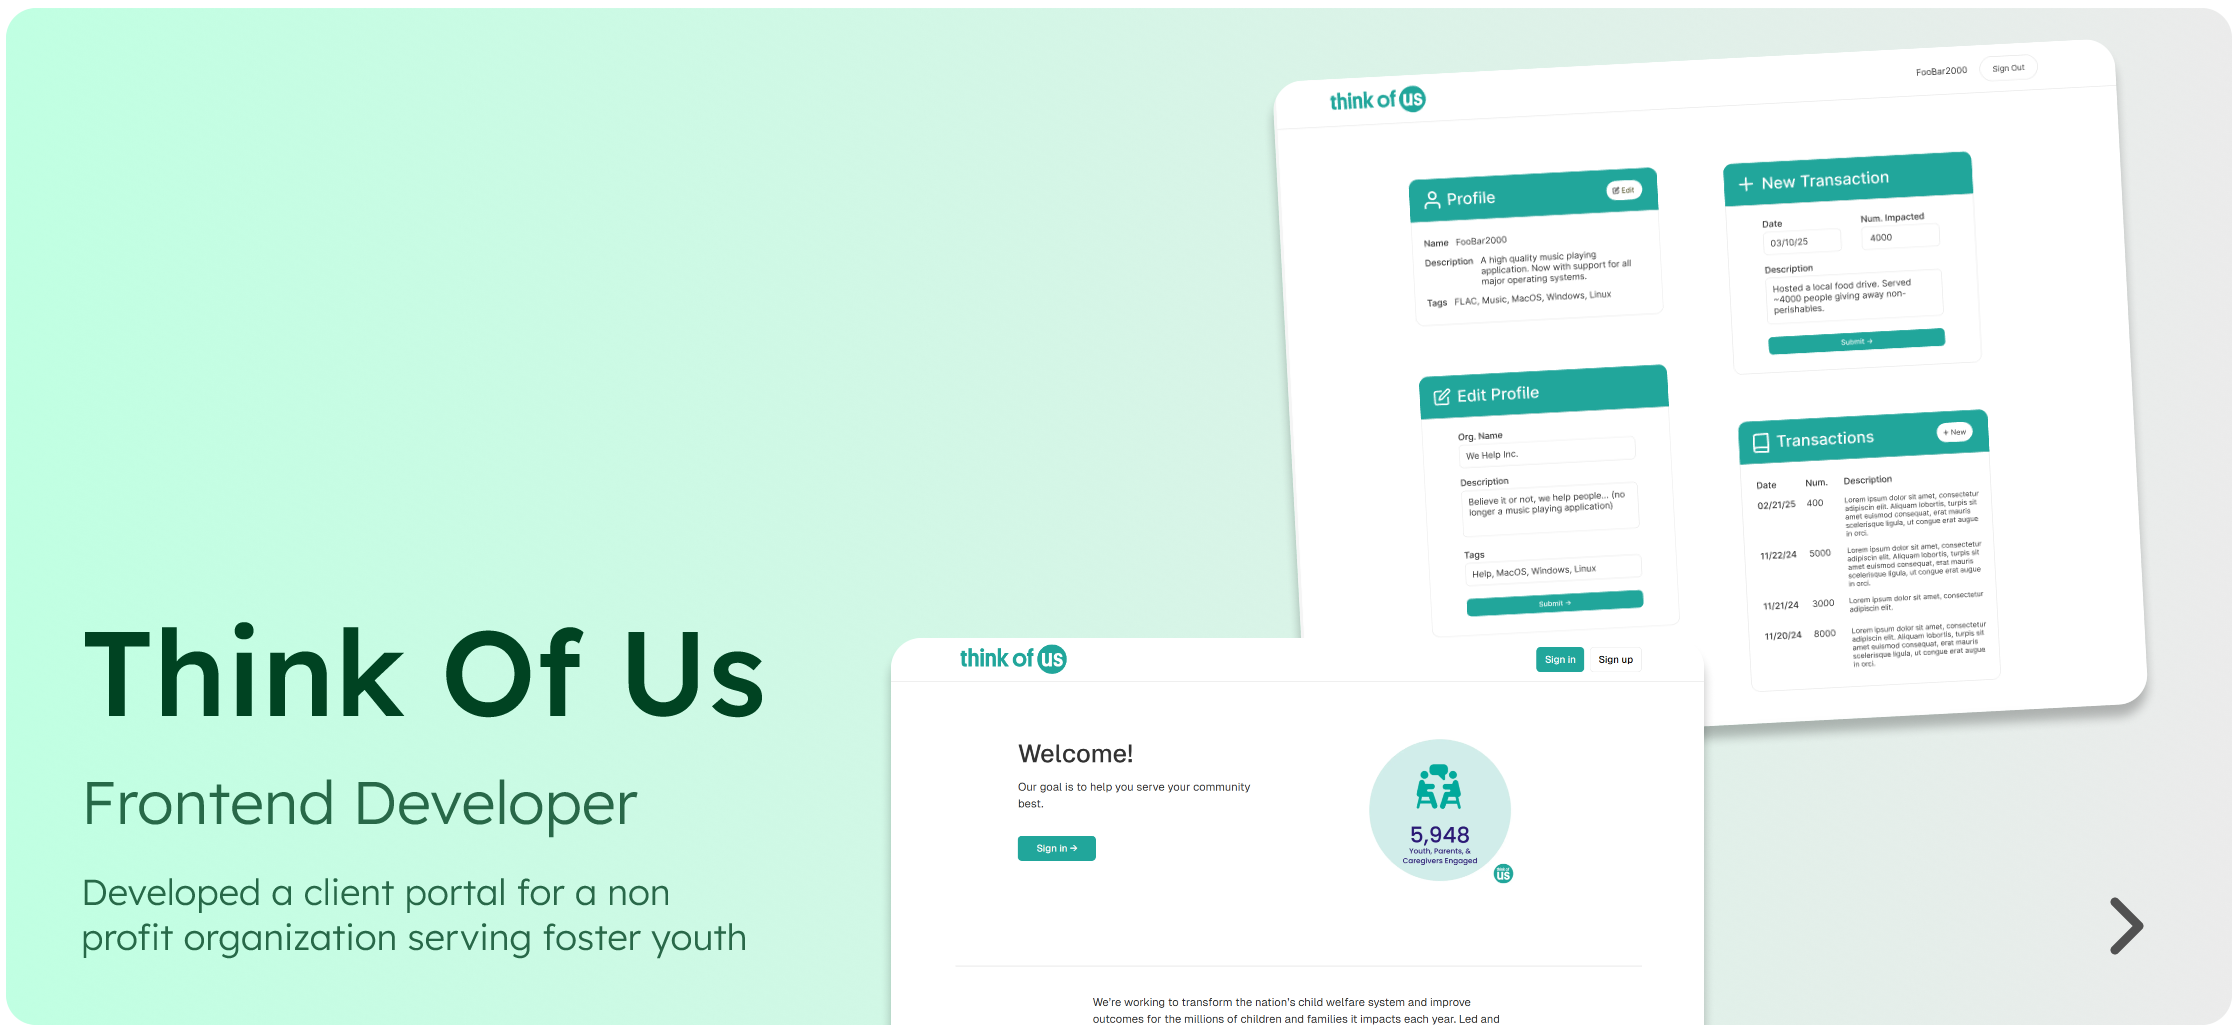 Think Of Us
Frontend Developer
Developed a client portal for a non
profit organization serving foster youth
think of us
FooBar2000
Sign Out
Profile
Edit
Name FooBar2000
Description A high quality music playing
application. Now with support for all
major operating systems.
Tags FLAC, Music, MacOS, Windows, Linux
New Transaction
Date Num. Impacted
03/10/25 4000
Description
Hosted a local food drive. Served
~4000 people giving away non-
perishables.
Submit →
Edit Profile
Org. Name
We Help Inc.
Description
Believe it or not, we help people... (no
longer a music playing application)
Tags
Help, MacOS, Windows, Linux
Submit →
Transactions
+ New
Date Num. Description
02/21/25 400 Lorem ipsum dolor sit amet, consectetur
adipiscin elit. Aliquam lobortis, turpis sit
amet euismod consequat, erat mauris
scelerisque ligula, ut congue erat augue
in orci.
11/22/24 5000 Lorem ipsum dolor sit amet, consectetur
adipiscin elit. Aliquam lobortis, turpis sit
amet euismod consequat, erat mauris
scelerisque ligula, ut congue erat augue
in orci.
11/21/24 3000 Lorem ipsum dolor sit amet, consectetur
adipiscin elit.
11/20/24 8000 Lorem ipsum dolor sit amet, consectetur
adipiscin elit. Aliquam lobortis, turpis sit
amet euismod consequat, erat mauris
scelerisque ligula, ut congue erat augue
in orci.
think of us
Sign in
Sign up
Welcome!
Our goal is to help you serve your community
best.
Sign in →
5,948
Youth, Parents, &
Caregivers Engaged
think of
us
We're working to transform the nation's child welfare system and improve
outcomes for the millions of children and families it impacts each year. Led and